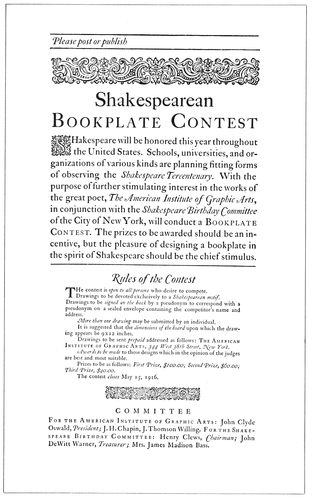 Please post or publish
Shakespearean
BOOKPLATE CONTEST
SHakespeare will be honored this year throughout
the United States. Schools, universities, and or-
ganizations of various kinds are planning fitting forms
of observing the Shakespeare Tercentenary. With the
purpose of further stimulating interest in the works of
the great poet, The American Institute of Graphic Arts,
in conjunction with the Shakespeare Birthday Committee
of the City of New York, will conduct a BOOKPLATE
CONTEST. The prizes to be awarded should be an in-
centive, but the pleasure of designing a bookplate in
the spirit of Shakespeare should be the chief stimulus.
Rules of the Contest
THe contest is open to all persons who desire to compete.
Drawings to be devoted exclusively to a Shakespearean motif.
Drawings to be signed on the back by a pseudonym to correspond with a
pseudonym on a sealed envelope containing the competitor's name and
address.
More than one drawing may be submitted by an individual.
It is suggested that the dimensions of the board upon which the draw-
ing appears be 9x12 inches.
Drawings to be sent prepaid addressed as follows: THE AMERICAN
INSTITUTE OF GRAPHIC ARTS, 344 West 38th Street, New York.
Awards to be made to those designs which in the opinion of the judges
are best and most suitable.
Prizes to be as follows: First Prize, $100.00; Second Prize, $60.00;
Third Prize, $40.00.
The contest closes May 15, 1916.
COMMITTEE
FOR THE AMERICAN INSTITUTE OF GRAPHIC ARTS: John Clyde
Oswald, President; J. H. Chapin, J. Thomson Willing. FOR THE SHAKE-
SPEARE BIRTHDAY COMMITTEE: Henry Clews, Chairman; John
DeWitt Warner, Treasurer; Mrs. James Madison Bass.